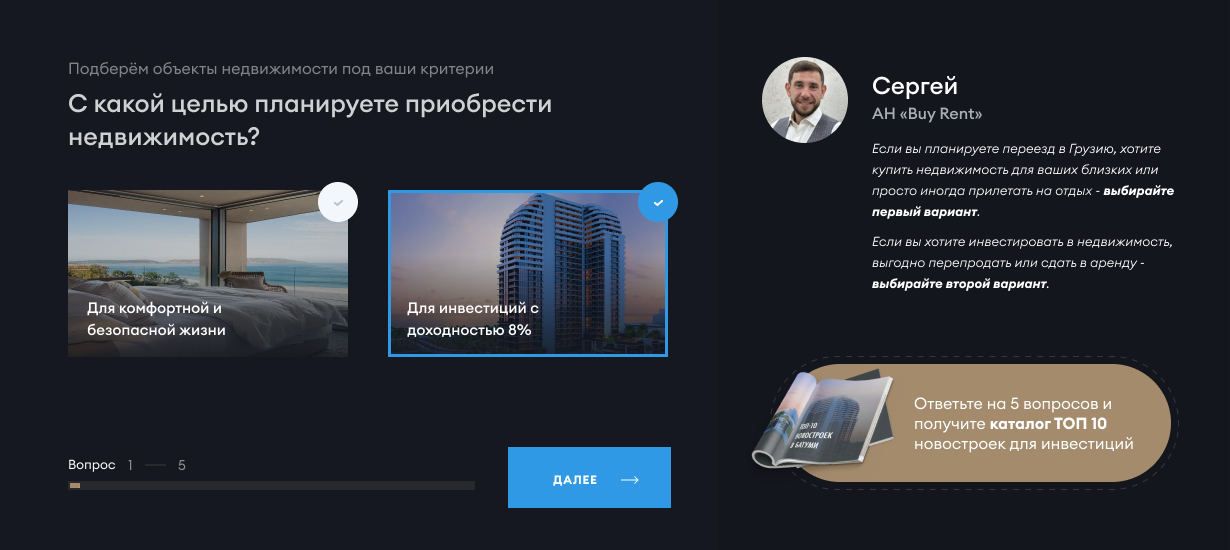 Подберём объекты недвижимости под ваши критерии
С какой целью планируете приобрести
недвижимость?
Для комфортной и
безопасной жизни
Для инвестиций с
доходностью 8%
Вопрос 1 — 5
ДАЛЕЕ →
Сергей
АН «Buy Rent»
Если вы планируете переезд в Грузию, хотите
купить недвижимость для ваших близких или
просто иногда прилетать на отдых - выбирайте
первый вариант.
Если вы хотите инвестировать в недвижимость,
выгодно перепродать или сдать в аренду -
выбирайте второй вариант.
ТОП-10
НОВОСТРОЕК
В БАТУМИ
Ответьте на 5 вопросов и
получите каталог ТОП 10
новостроек для инвестиций